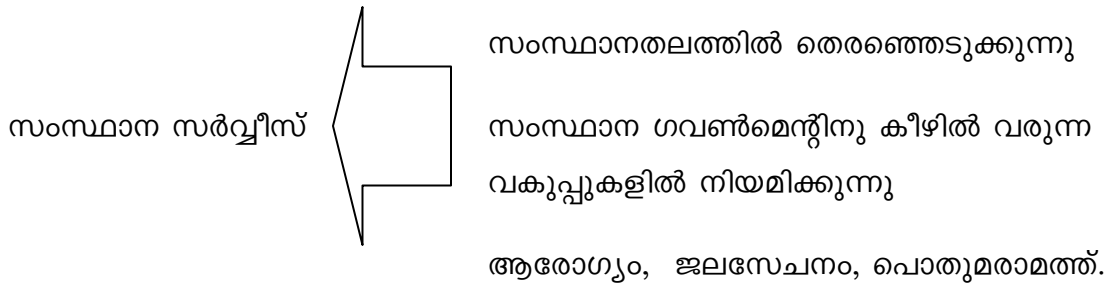 സംസ്ഥാനതലത്തിൽ തെരഞ്ഞെടുക്കുന്നു
സംസ്ഥാന സർവ്വീസ്
സംസ്ഥാന ഗവൺമെന്റിനു കീഴിൽ വരുന്ന
വകുപ്പുകളിൽ നിയമിക്കുന്നു
ആരോഗ്യം, ജലസേചനം, പൊതുമരാമത്ത്.